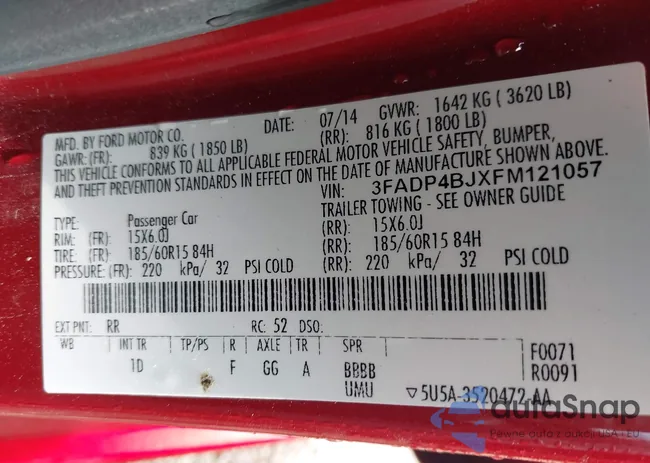 MFD. BY FORD MOTOR CO. DATE: 07/14 GVWR: 1642 KG ( 3620 LB)
GAWR: (FR): 839 KG ( 1850 LB) (RR): 816 KG ( 1800 LB)
THIS VEHICLE CONFORMS TO ALL APPLICABLE FEDERAL MOTOR VEHICLE SAFETY, BUMPER,
AND THEFT PREVENTION STANDARDS IN EFFECT ON THE DATE OF MANUFACTURE SHOWN ABOVE.
VIN: 3FADP4BJXFM121057
TYPE: Passenger Car TRAILER TOWING - SEE OWNER GUIDE
RIM: (FR): 15X6.0J (RR): 15X6.0J
TIRE: (FR): 185/60R15 84H (RR): 185/60R15 84H
PRESSURE: (FR): 220 kPa/ 32 PSI COLD (RR): 220 kPa/ 32 PSI COLD
EXT PNT: RR RC: 52 DSO:
WB INT TR TP/PS R AXLE TR SPR F0071
1D F GG A BBBB R0091
UMU ▽5U5A-3520472-AA
autoSnap
Pewne auta z aukcji USA i EU